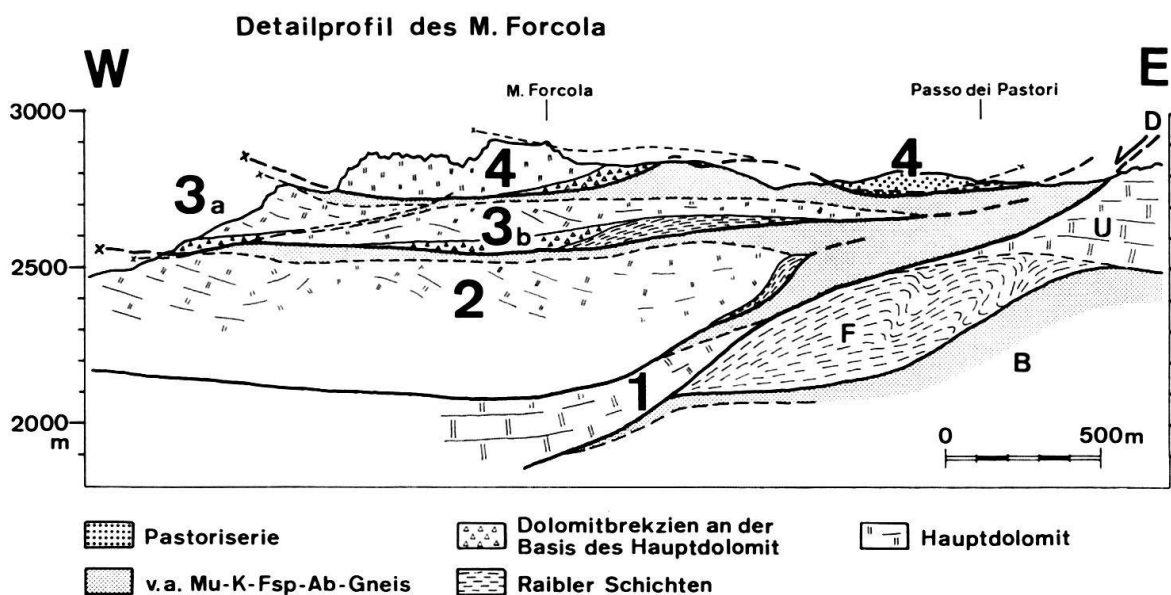 Detailprofil des M. Forcola
W
E
M. Forcola
Passo dei Pastori
3000
D
4
4
3a
3b
U
2500
2
F
B
1
2000
m
0 500m
Pastoriserie
Dolomitbrekzien an der
Basis des Hauptdolomit
Hauptdolomit
v.a. Mu-K-Fsp-Ab-Gneis
Raibler Schichten